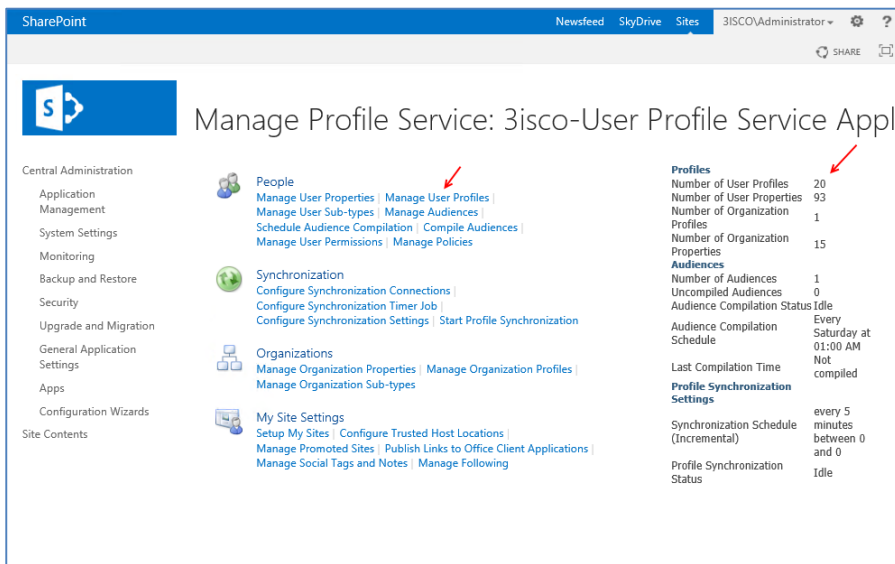 SharePoint
Newsfeed SkyDrive Sites 3ISCO\Administrator ?
SHARE
S
Manage Profile Service: 3isco-User Profile Service Appl
Central Administration
Application
Management
System Settings
Monitoring
Backup and Restore
Security
Upgrade and Migration
General Application
Settings
Apps
Configuration Wizards
Site Contents
People
Manage User Properties | Manage User Profiles |
Manage User Sub-types | Manage Audiences |
Schedule Audience Compilation | Compile Audiences |
Manage User Permissions | Manage Policies
Synchronization
Configure Synchronization Connections |
Configure Synchronization Timer Job |
Configure Synchronization Settings | Start Profile Synchronization
Organizations
Manage Organization Properties | Manage Organization Profiles |
Manage Organization Sub-types
My Site Settings
Setup My Sites | Configure Trusted Host Locations |
Manage Promoted Sites | Publish Links to Office Client Applications |
Manage Social Tags and Notes | Manage Following
Profiles
Number of User Profiles 20
Number of User Properties 93
Number of Organization
Profiles 1
Number of Organization
Properties 15
Audiences
Number of Audiences 1
Uncompiled Audiences 0
Audience Compilation Status Idle
Audience Compilation
Schedule
Every
Saturday at
01:00 AM
Last Compilation Time
Not
compiled
Profile Synchronization
Settings
Synchronization Schedule
(Incremental)
every 5
minutes
between 0
and 0
Profile Synchronization
Status
Idle